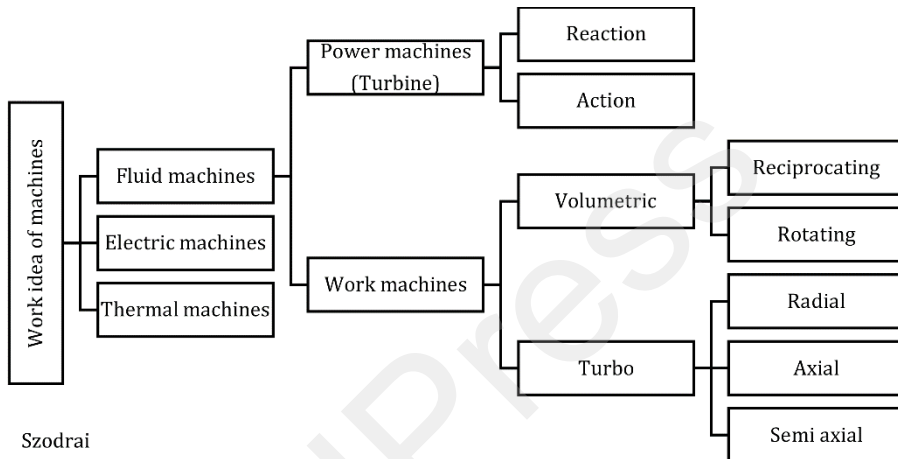 Work idea of machines
Fluid machines
Electric machines
Thermal machines
Power machines
(Turbine)
Work machines
Reaction
Action
Volumetric
Turbo
Reciprocating
Rotating
Radial
Axial
Semi axial
Szodrai
Press